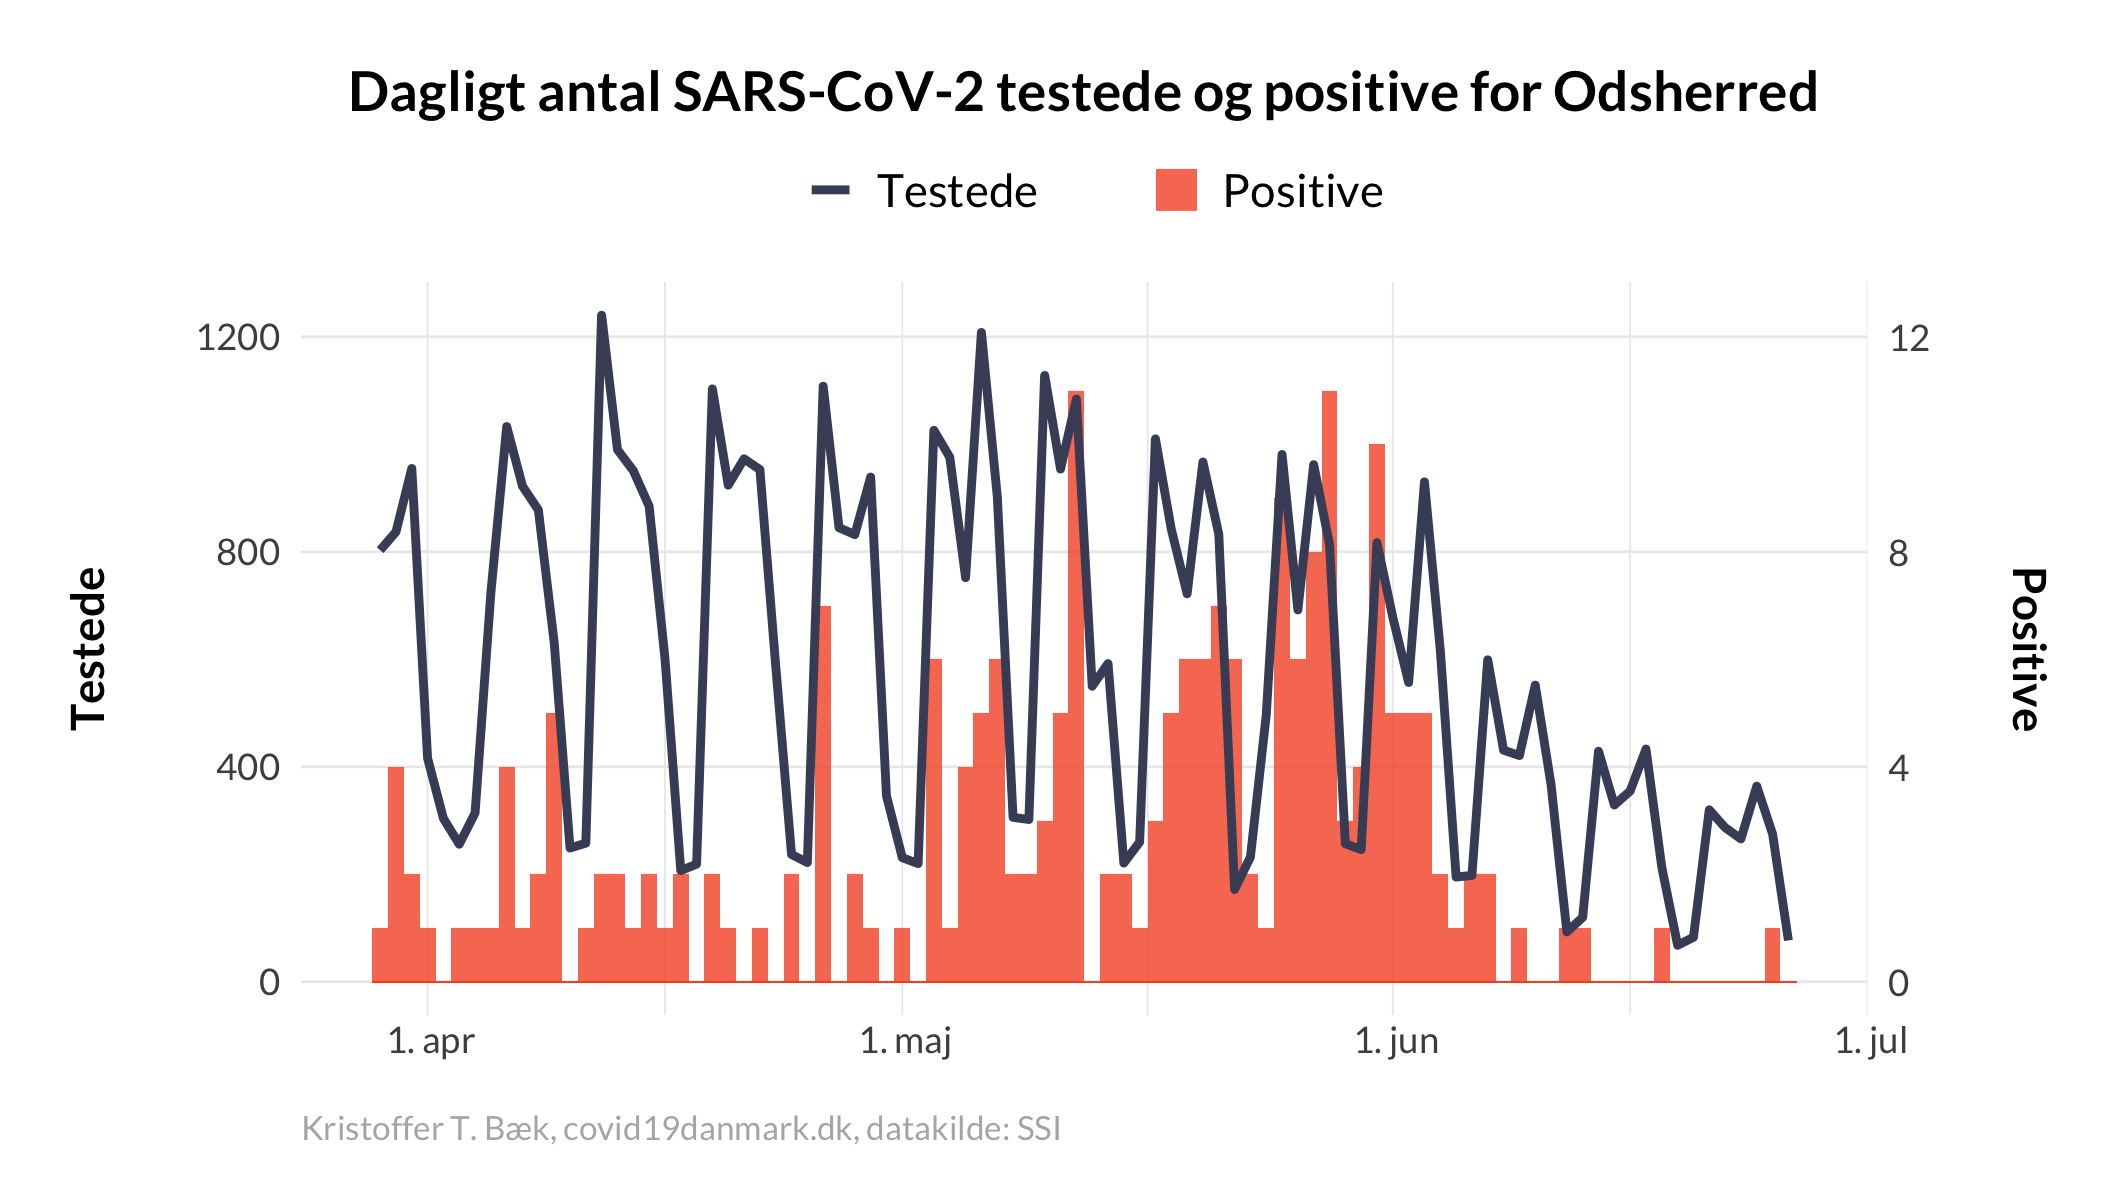 Dagligt antal SARS-CoV-2 testede og positive for Odsherred
Testede Positive
1200 12
800 8
400 4
0 0
Testede
Positive
1. apr 1. maj 1. jun 1. jul
Kristoffer T. Bæk, covid19danmark.dk, datakilde: SSI